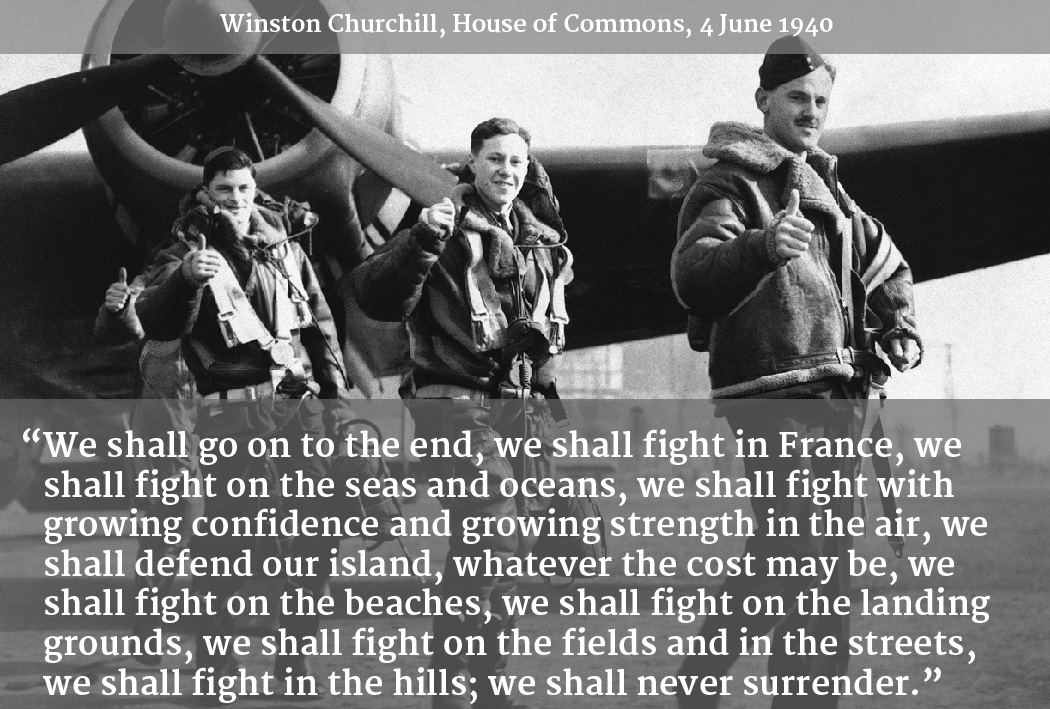 Winston Churchill, House of Commons, 4 June 1940
“We shall go on to the end, we shall fight in France, we
shall fight on the seas and oceans, we shall fight with
growing confidence and growing strength in the air, we
shall defend our island, whatever the cost may be, we
shall fight on the beaches, we shall fight on the landing
grounds, we shall fight on the fields and in the streets,
we shall fight in the hills; we shall never surrender.”